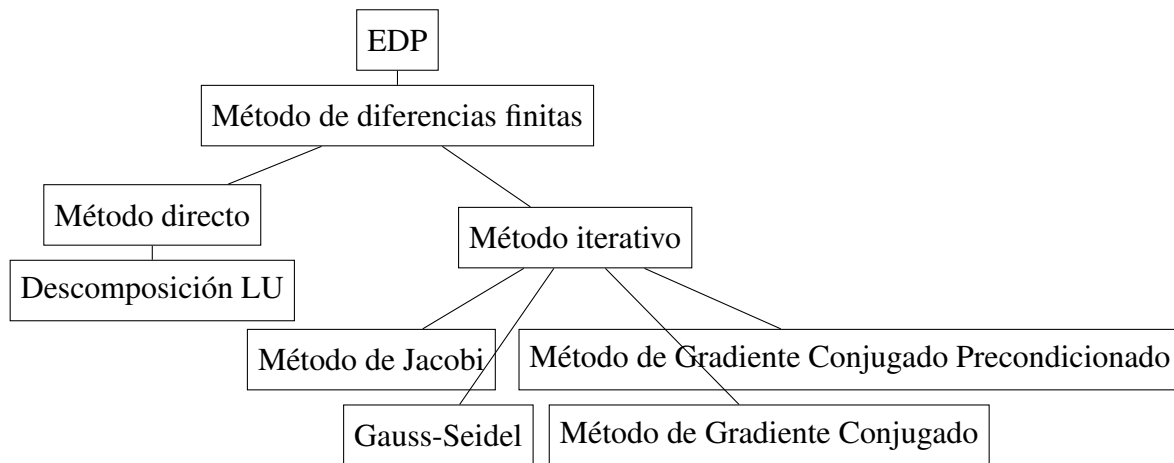 EDP
Método de diferencias finitas
Método directo
Método iterativo
Descomposición LU
Método de Jacobi
Método de Gradiente Conjugado Precondicionado
Gauss-Seidel
Método de Gradiente Conjugado